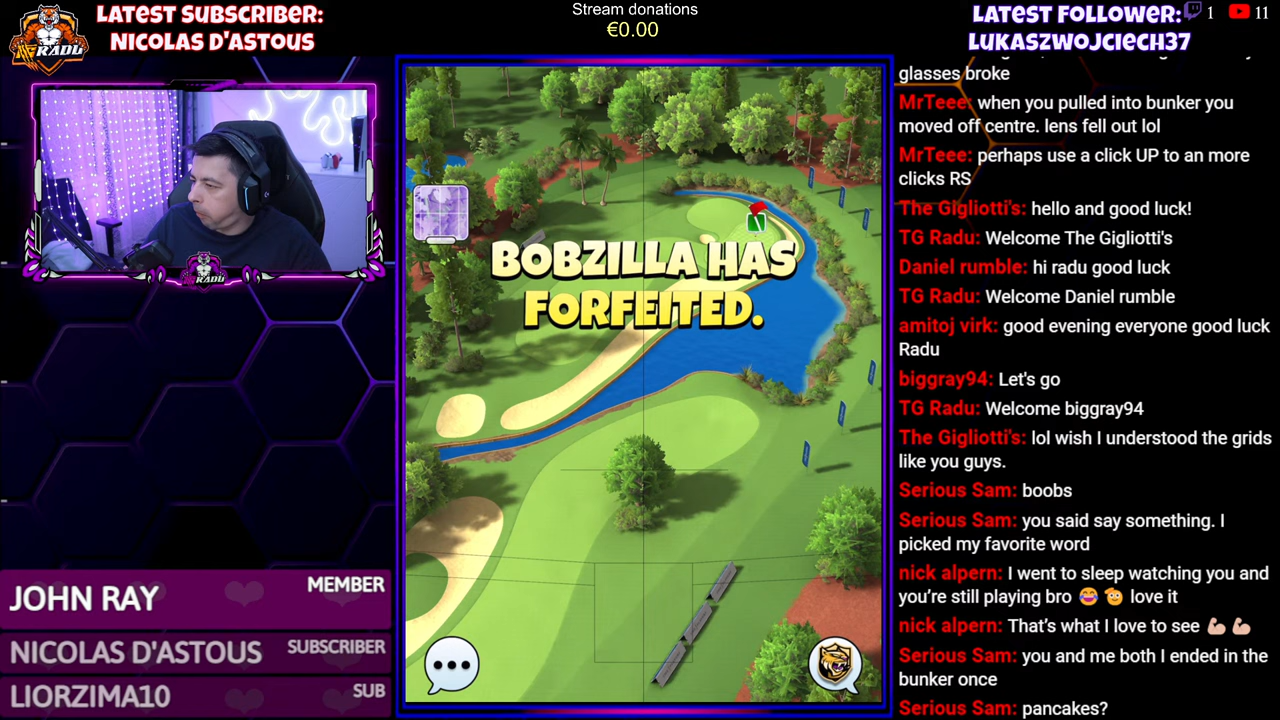 LATEST SUBSCRIBER:
NICOLAS D'ASTOUS
RADU
Stream donations
€0.00
LATEST FOLLOWER:
1
11
LUKASZWOJCIECH37
RADU
BOBZILLA HAS
FORFEITED.
JOHN RAY
MEMBER
NICOLAS D'ASTOUS
SUBSCRIBER
LIORZIMA10
SUB
glasses broke
MrTeee: when you pulled into bunker you
moved off centre. lens fell out lol
MrTeee: perhaps use a click UP to an more
clicks RS
The Gigliotti's: hello and good luck!
TG Radu: Welcome The Gigliotti's
Daniel rumble: hi radu good luck
TG Radu: Welcome Daniel rumble
amitoj virk: good evening everyone good luck
Radu
biggray94: Let's go
TG Radu: Welcome biggray94
The Gigliotti's: lol wish I understood the grids
like you guys.
Serious Sam: boobs
Serious Sam: you said say something. I
picked my favorite word
nick alpern: I went to sleep watching you and
you’re still playing bro 😂 🫡 love it
nick alpern: That’s what I love to see 💪🏼 💪🏼
Serious Sam: you and me both I ended in the
bunker once
Serious Sam: pancakes?